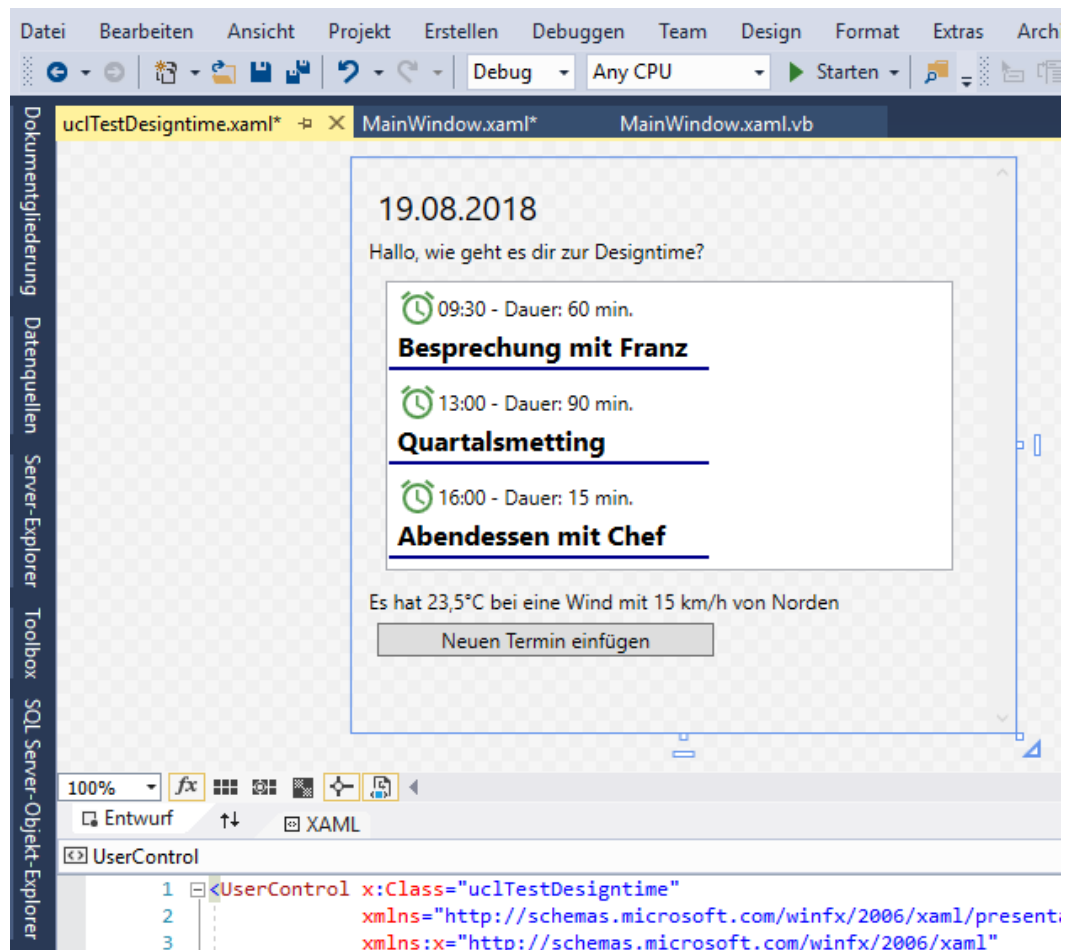 Datei Bearbeiten Ansicht Projekt Erstellen Debuggen Team Design Format Extras Archi
Debug Any CPU Starten
Dokumentgliederung
Datenquellen
Server-Explorer
Toolbox
SQL Server-Objekt-Explorer
uclTestDesigntime.xaml* MainWindow.xaml* MainWindow.xaml.vb
19.08.2018
Hallo, wie geht es dir zur Designtime?
09:30 - Dauer: 60 min.
Besprechung mit Franz
13:00 - Dauer: 90 min.
Quartalsmetting
16:00 - Dauer: 15 min.
Abendessen mit Chef
Es hat 23,5°C bei eine Wind mit 15 km/h von Norden
Neuen Termin einfügen
100% fx
Entwurf XAML
UserControl
1 <UserControl x:Class="uclTestDesigntime"
2 xmlns="http://schemas.microsoft.com/winfx/2006/xaml/presenta
3 xmlns:x="http://schemas.microsoft.com/winfx/2006/xaml"